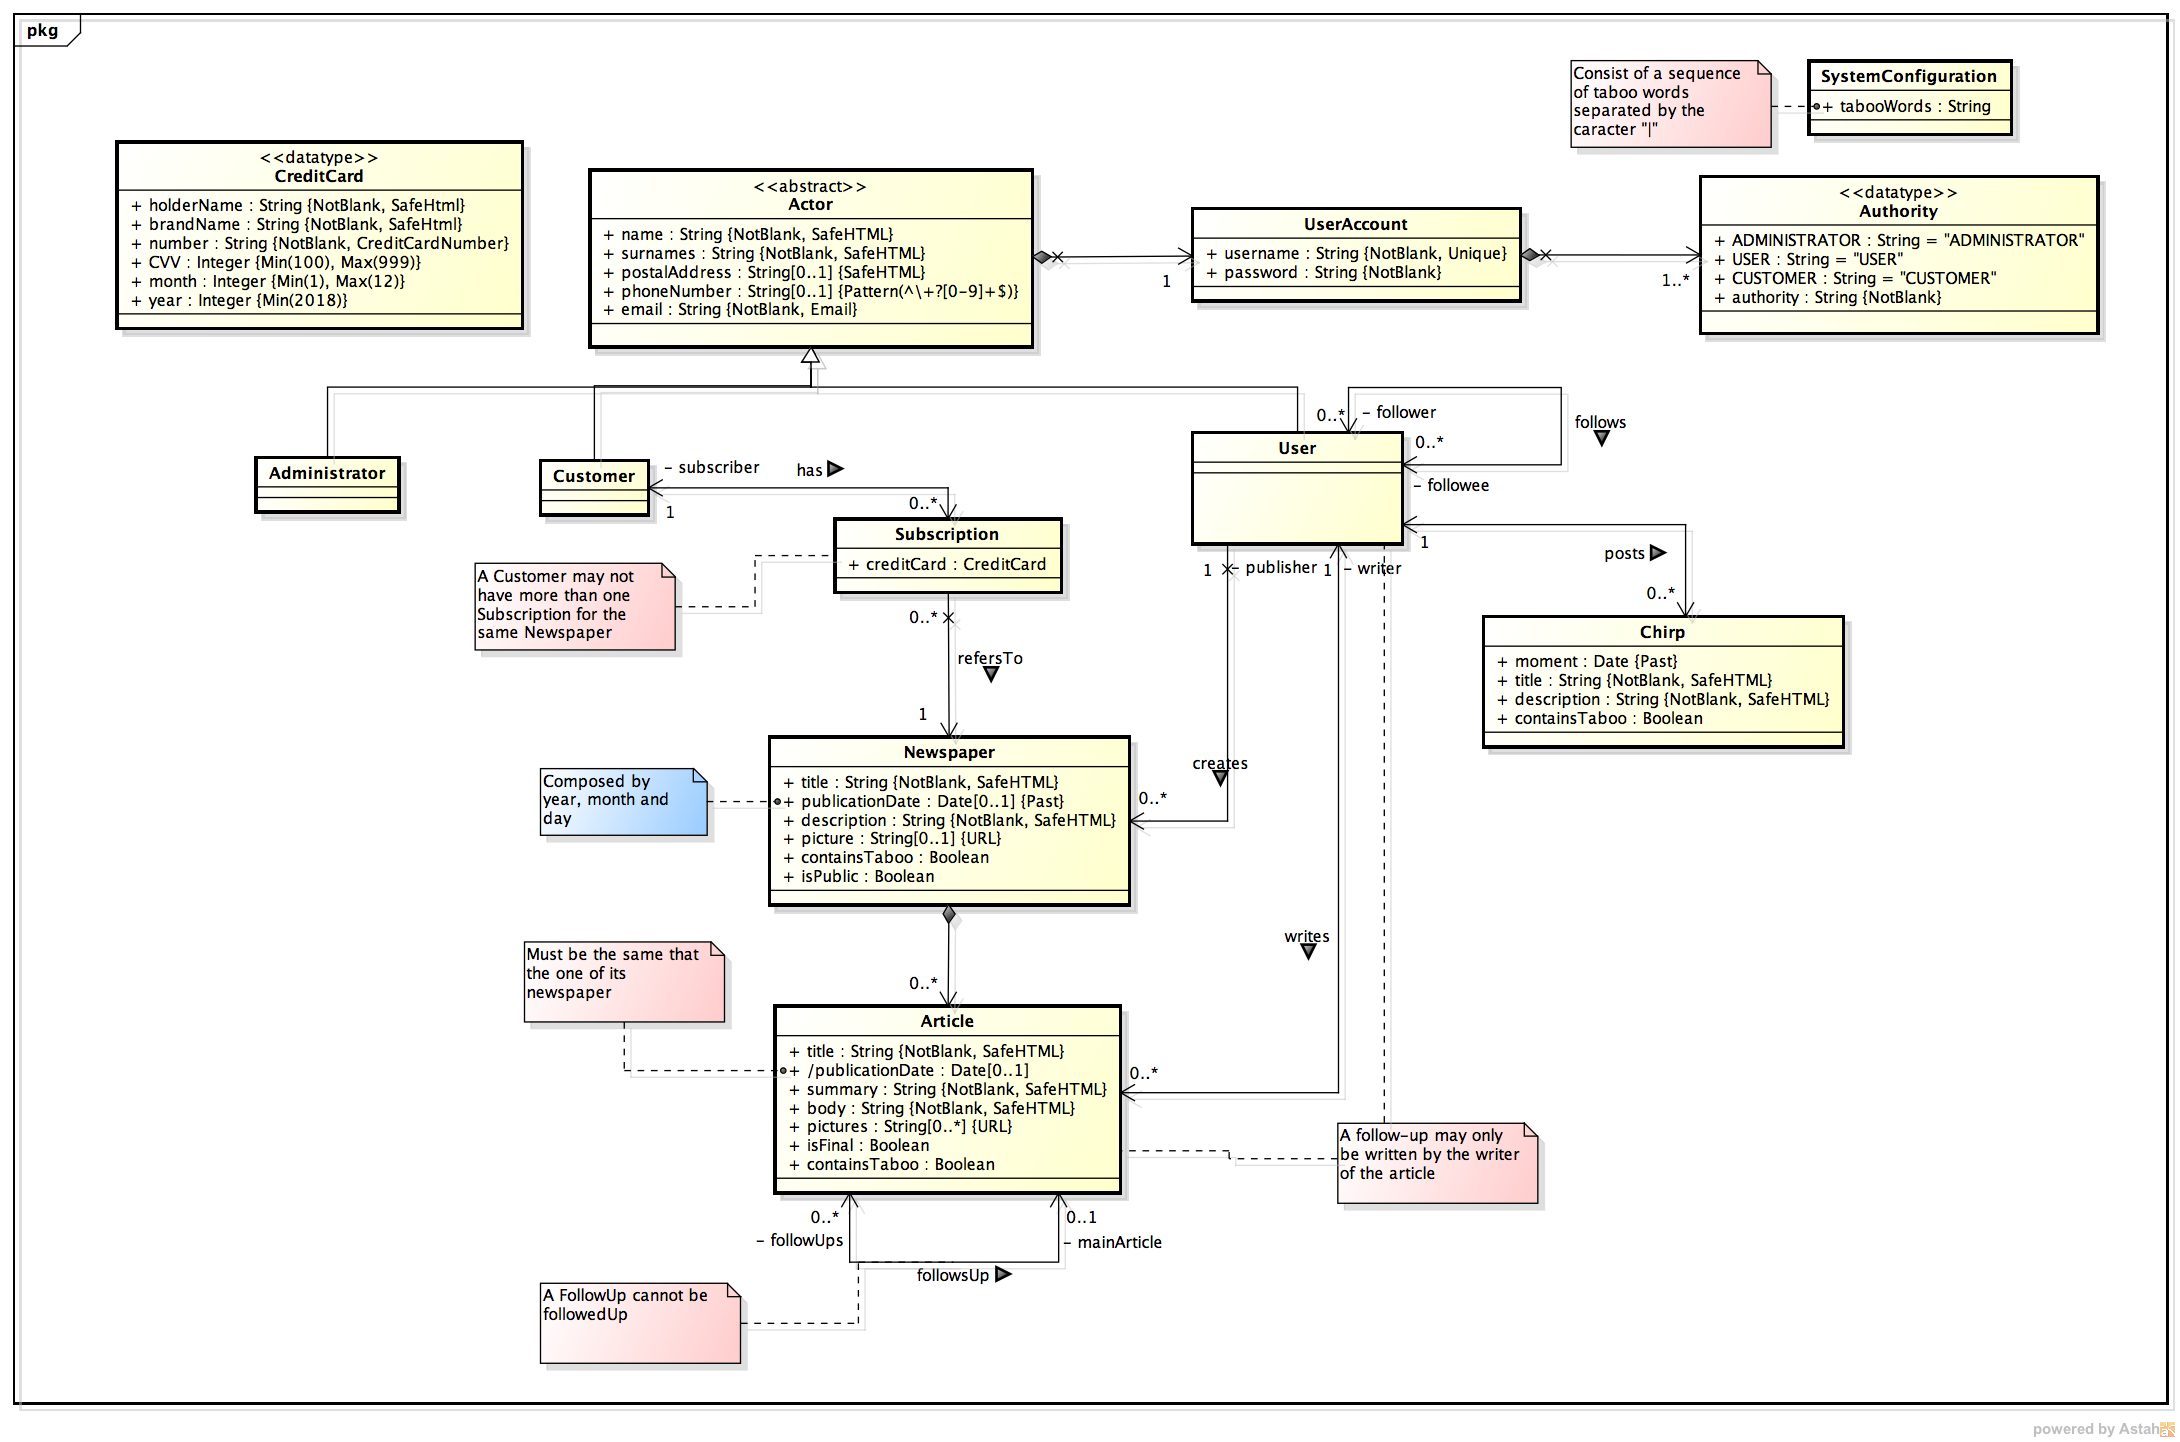 pkg
Consist of a sequence
of taboo words
separated by the
caracter "|"
SystemConfiguration
+ tabooWords : String
<<datatype>>
CreditCard
+ holderName : String {NotBlank, SafeHtml}
+ brandName : String {NotBlank, SafeHtml}
+ number : String {NotBlank, CreditCardNumber}
+ CVV : Integer {Min(100), Max(999)}
+ month : Integer {Min(1), Max(12)}
+ year : Integer {Min(2018)}
<<abstract>>
Actor
+ name : String {NotBlank, SafeHTML}
+ surnames : String {NotBlank, SafeHTML}
+ postalAddress : String[0..1] {SafeHTML}
+ phoneNumber : String[0..1] {Pattern(^\+?[0-9]+$)}
+ email : String {NotBlank, Email}
1
UserAccount
+ username : String {NotBlank, Unique}
+ password : String {NotBlank}
1..*
<<datatype>>
Authority
+ ADMINISTRATOR : String = "ADMINISTRATOR"
+ USER : String = "USER"
+ CUSTOMER : String = "CUSTOMER"
+ authority : String {NotBlank}
Administrator
Customer
- subscriber
has
1
0..*
User
0..*
- follower
0..*
follows
- followee
1
posts
0..*
Subscription
+ creditCard : CreditCard
A Customer may not
have more than one
Subscription for the
same Newspaper
0..*
refersTo
1
1
- publisher
1
- writer
Chirp
+ moment : Date {Past}
+ title : String {NotBlank, SafeHTML}
+ description : String {NotBlank, SafeHTML}
+ containsTaboo : Boolean
Newspaper
+ title : String {NotBlank, SafeHTML}
+ publicationDate : Date[0..1] {Past}
+ description : String {NotBlank, SafeHTML}
+ picture : String[0..1] {URL}
+ containsTaboo : Boolean
+ isPublic : Boolean
Composed by
year, month and
day
creates
0..*
writes
Must be the same that
the one of its
newspaper
0..*
Article
+ title : String {NotBlank, SafeHTML}
+ /publicationDate : Date[0..1]
+ summary : String {NotBlank, SafeHTML}
+ body : String {NotBlank, SafeHTML}
+ pictures : String[0..*] {URL}
+ isFinal : Boolean
+ containsTaboo : Boolean
0..*
A follow-up may only
be written by the writer
of the article
0..*
- followUps
0..1
- mainArticle
followsUp
A FollowUp cannot be
followedUp
powered by Astah